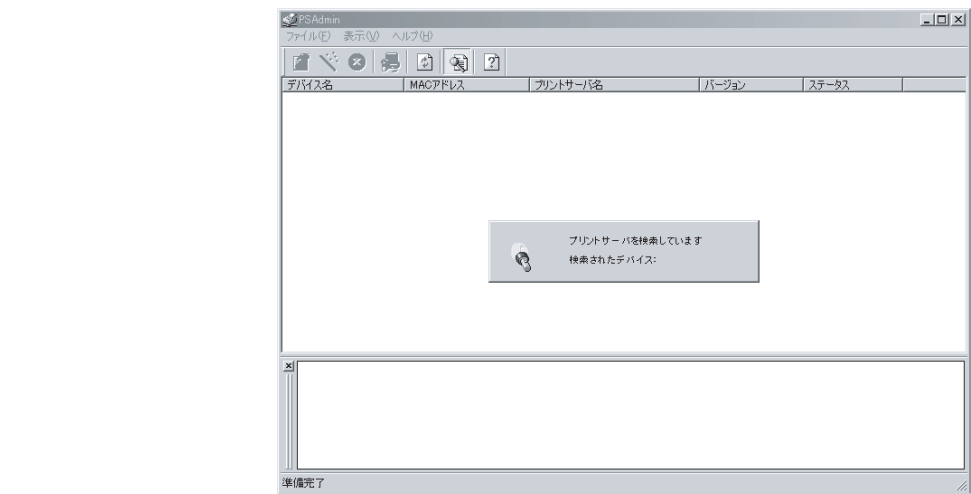 PSAdmin
ファイル(F) 表示(V) ヘルプ(H)
デバイス名 MACアドレス プリントサーバ名 バージョン ステータス
プリントサーバを検索しています
検索されたデバイス:
準備完了